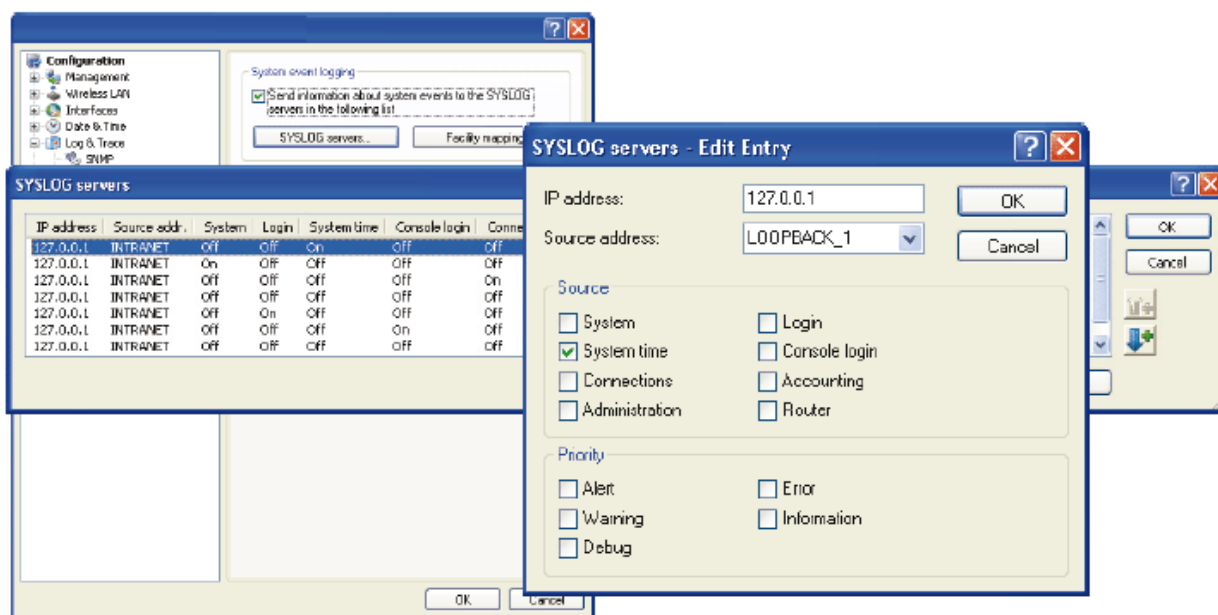 Configuration
Management
Wireless LAN
Interfaces
Date & Time
Log & Trace
SNMP
System event logging
Send information about system events to the SYSLOG
servers in the following list
SYSLOG servers...
Facility mapping
SYSLOG servers
IP address Source addr. System Login System time Console login Conne
127.0.0.1 INTRANET Off Off On Off Off
127.0.0.1 INTRANET On Off Off Off Off
127.0.0.1 INTRANET Off Off Off Off On
127.0.0.1 INTRANET Off Off Off Off Off
127.0.0.1 INTRANET Off On Off Off Off
127.0.0.1 INTRANET Off Off Off On Off
127.0.0.1 INTRANET Off Off Off Off Off
OK
Cancel
SYSLOG servers - Edit Entry
IP address: 127.0.0.1
OK
Source address: LOOPBACK_1
Cancel
Source
System Login
System time Console login
Connections Accounting
Administration Router
Priority
Alert Error
Warning Information
Debug
OK Cancel